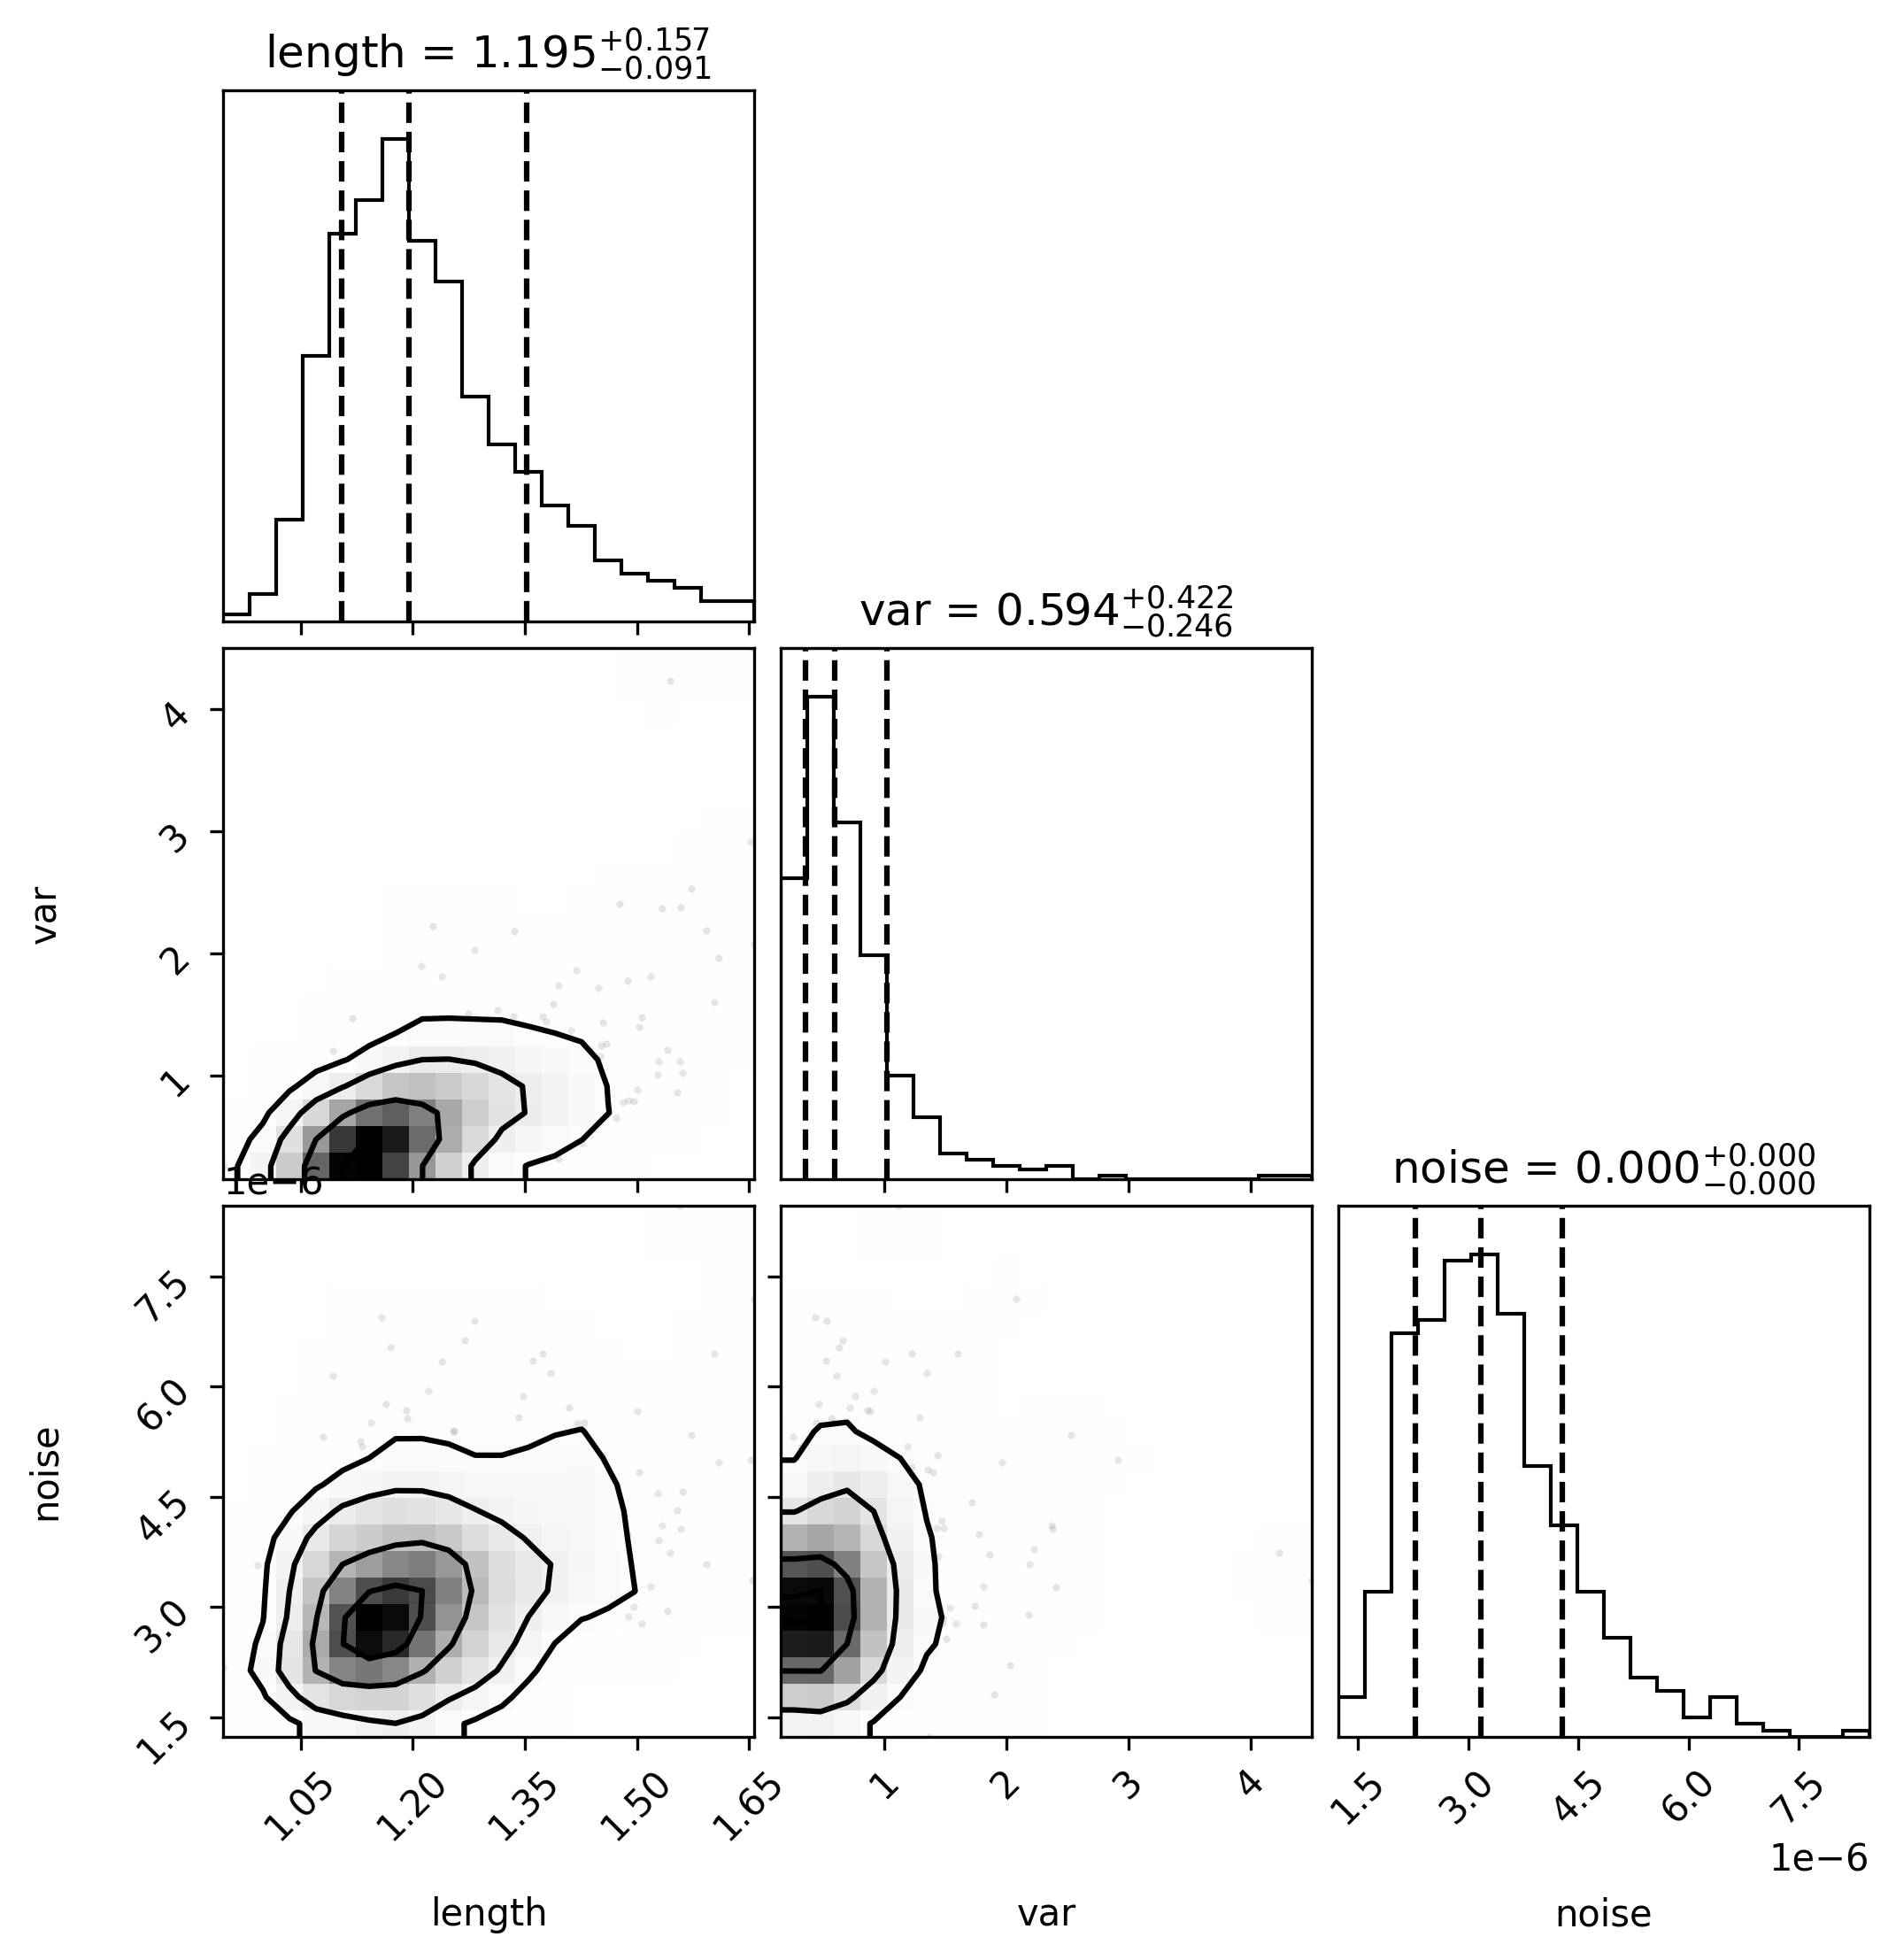 length = 1.195+0.157−0.091
var = 0.594+0.422−0.246
4
3
2
1
var
1e−6
noise = 0.000+0.000−0.000
7.5
6.0
4.5
3.0
1.5
noise
1.05 1.20 1.35 1.50 1.65 1 2 3 4 1.5 3.0 4.5 6.0 7.5
1e−6
length var noise